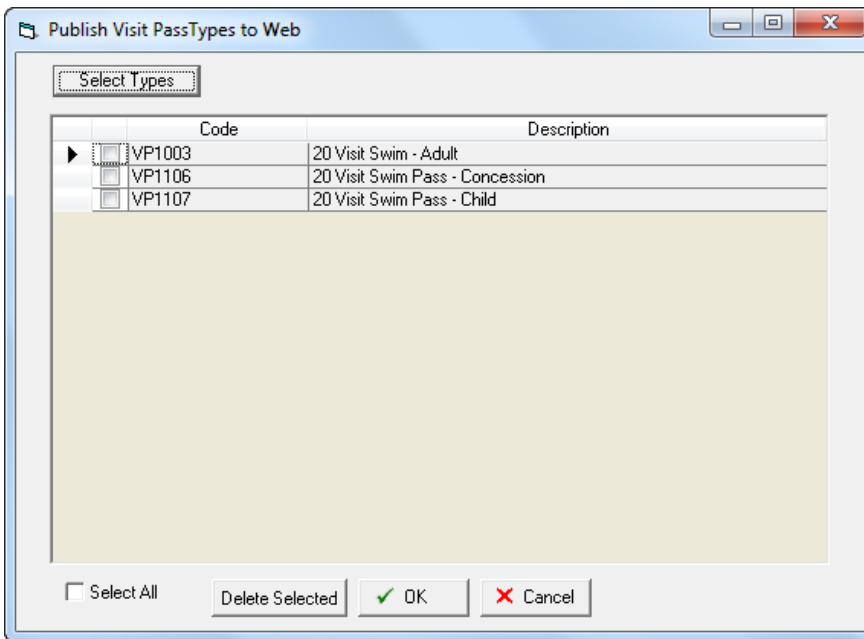 Publish Visit PassTypes to Web
Select Types
Code Description
VP1003 20 Visit Swim - Adult
VP1106 20 Visit Swim Pass - Concession
VP1107 20 Visit Swim Pass - Child
Select All Delete Selected OK Cancel